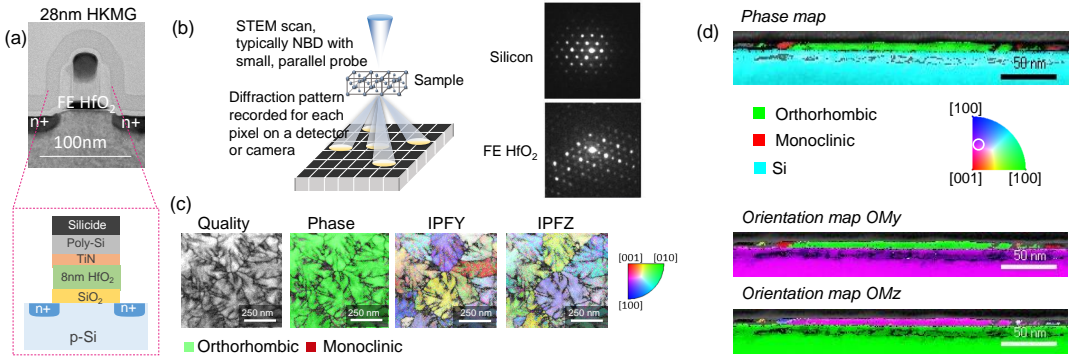 28nm HKMG
(a)
FE HfO2
n+
n+
100nm
Silicide
Poly-Si
TiN
8nm HfO2
SiO2
n+
n+
p-Si
(b)
STEM scan,
typically NBD with
small, parallel probe
Sample
Diffraction pattern
recorded for each
pixel on a detector
or camera
Silicon
FE HfO2
(c)
Quality
Phase
IPFY
IPFZ
250 nm
250 nm
250 nm
250 nm
[001] [010]
[100]
Orthorhombic
Monoclinic
(d)
Phase map
50 nm
Orthorhombic
Monoclinic
Si
[100]
[001]
[100]
Orientation map OMy
50 nm
Orientation map OMz
50 nm